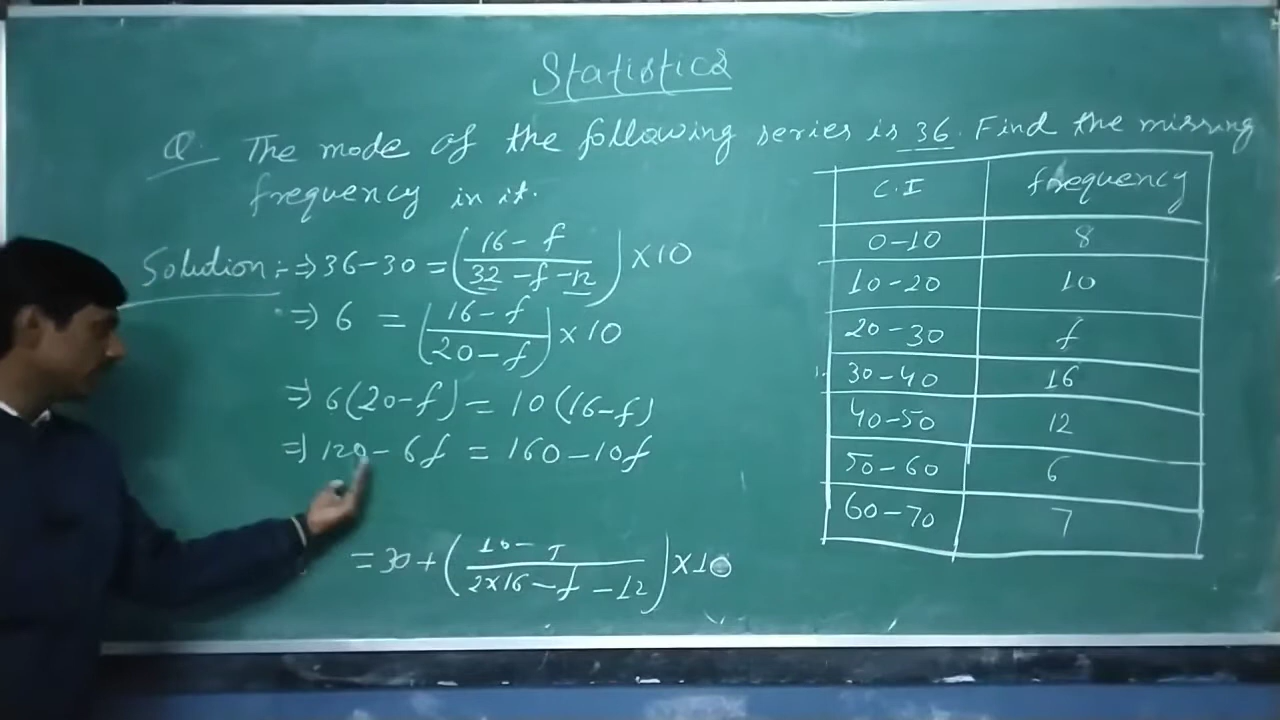 Statistics
Q. The mode of the following series is 36. Find the missing
frequency in it.
C.I frequency
0-10 8
10-20 10
20-30 f
30-40 16
40-50 12
50-60 6
60-70 7
Solution:- ⇒ 36-30 = (16-f / 32-f-12) × 10
⇒ 6 = (16-f / 20-f) × 10
⇒ 6(20-f) = 10(16-f)
⇒ 120-6f = 160-10f
= 30 + ( / 2×16-f-12) × 10